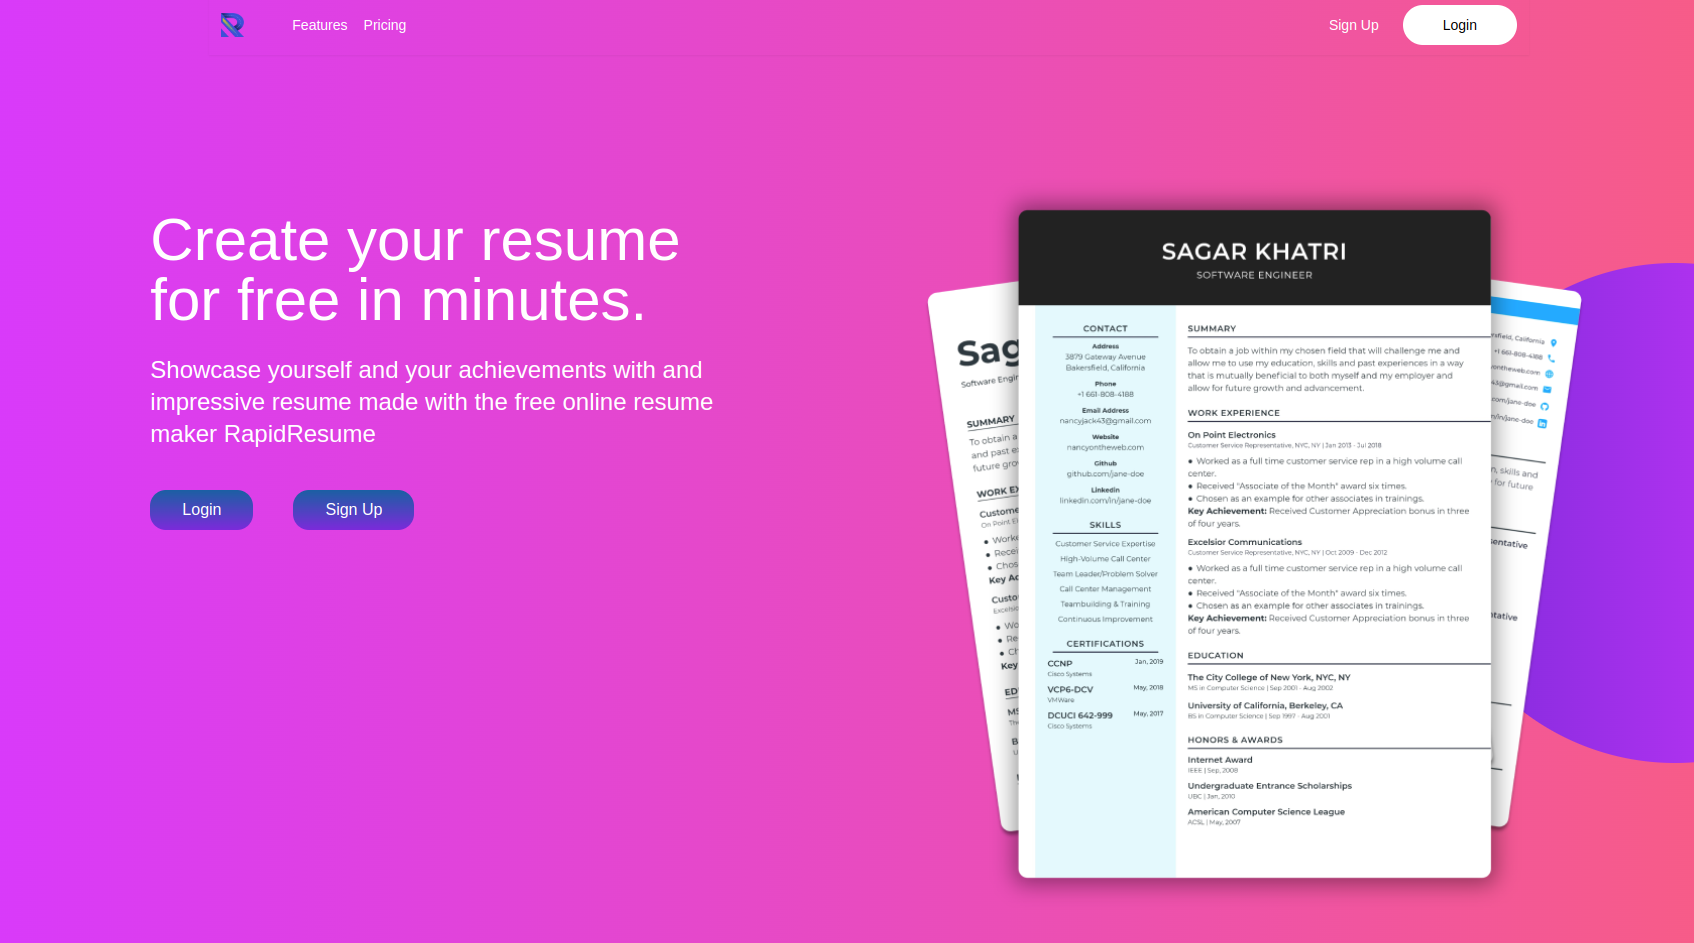 Features Pricing
Sign Up
Login
Create your resume
for free in minutes.
Showcase yourself and your achievements with and
impressive resume made with the free online resume
maker RapidResume
Login
Sign Up
SAGAR KHATRI
SOFTWARE ENGINEER
CONTACT
Address
3879 Gateway Avenue
Bakersfield, California
Phone
+1 661-808-4188
Email Address
nancyjack43@gmail.com
Website
nancyontheweb.com
Github
github.com/jane-doe
Linkedin
linkedin.com/in/jane-doe
SKILLS
Customer Service Expertise
High-Volume Call Center
Team Leader/Problem Solver
Call Center Management
Teambuilding & Training
Continuous Improvement
CERTIFICATIONS
CCNP Jan, 2019
Cisco Systems
VCP6-DCV May, 2018
VMWare
DCUCI 642-999 May, 2017
Cisco Systems
SUMMARY
To obtain a job within my chosen field that will challenge me and
allow me to use my education, skills and past experiences in a way
that is mutually beneficial to both myself and my employer and
allow for future growth and advancement.
WORK EXPERIENCE
On Point Electronics
Customer Service Representative, NYC, NY | Jan 2013 - Jul 2018
● Worked as a full time customer service rep in a high volume call
center.
● Received "Associate of the Month" award six times.
● Chosen as an example for other associates in trainings.
Key Achievement: Received Customer Appreciation bonus in three
of four years.
Excelsior Communications
Customer Service Representative, NYC, NY | Oct 2009 - Dec 2012
● Worked as a full time customer service rep in a high volume call
center.
● Received "Associate of the Month" award six times.
● Chosen as an example for other associates in trainings.
Key Achievement: Received Customer Appreciation bonus in three
of four years.
EDUCATION
The City College of New York, NYC, NY
MS in Computer Science | Sep 2001 - Aug 2002
University of California, Berkeley, CA
BS in Computer Science | Sep 1997 - Aug 2001
HONORS & AWARDS
Internet Award
IEEE | Sep, 2008
Undergraduate Entrance Scholarships
UBC | Jan, 2010
American Computer Science League
ACSL | May, 2007
Sag
Software Engin
SUMMARY
To obtain a
and past e
future gro
WORK EX
Custome
On Point El
● Worke
● Recei
● Chos
Key Ac
Custo
Excelsi
● Wo
● Re
● Ch
Key
ED
MS
California
+1 661-808-4188
ontheweb.com
43@gmail.com
.com/jane-doe
n/in/jane-doe
n, skills and
for future
sentative
ntative